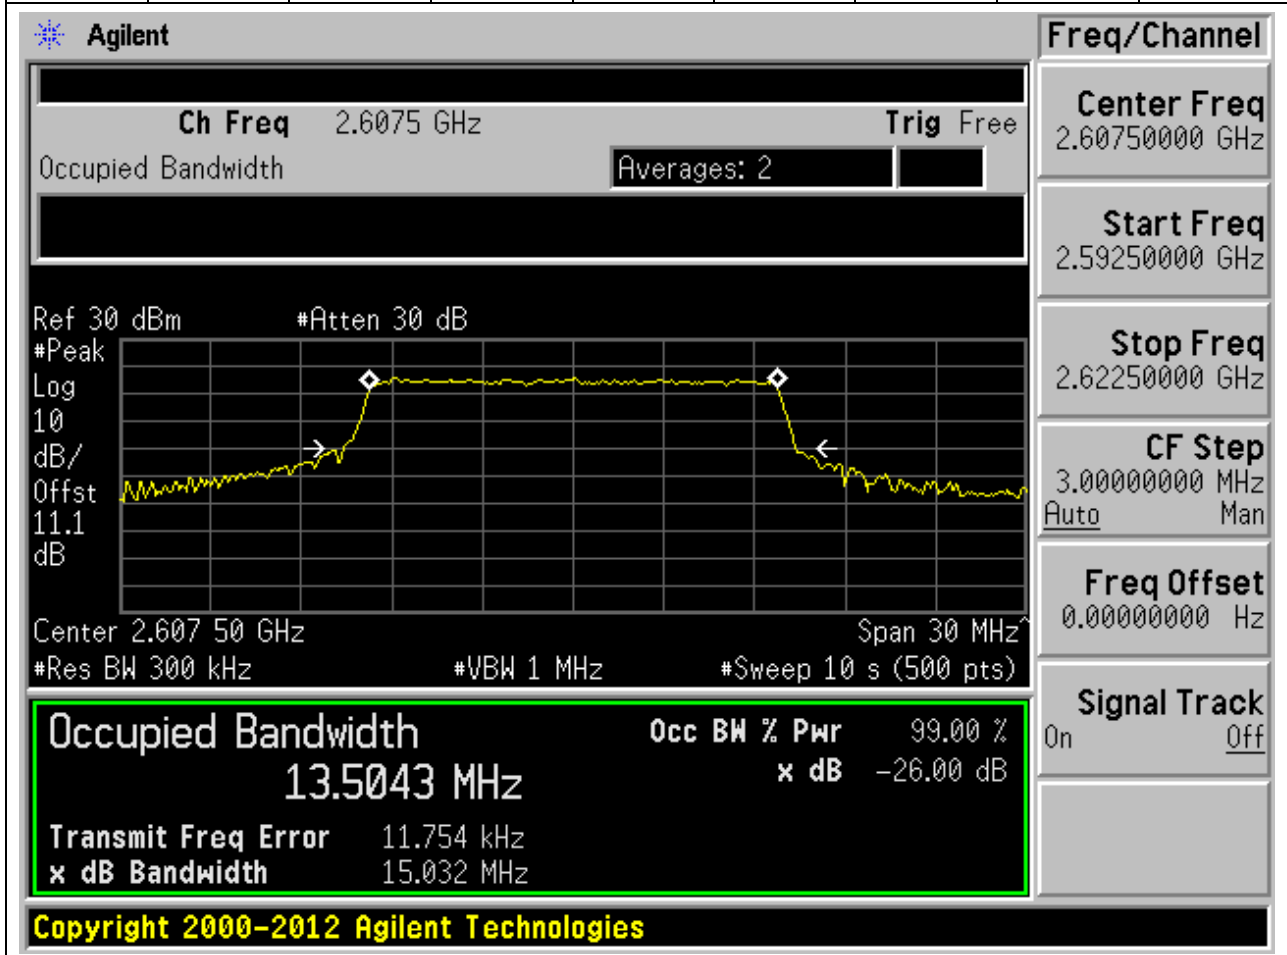 Agilent
Freq/Channel
Ch Freq 2.6075 GHz Trig Free
Occupied Bandwidth Averages: 2
Center Freq
2.60750000 GHz
Start Freq
2.59250000 GHz
Stop Freq
2.62250000 GHz
CF Step
3.00000000 MHz
Auto Man
Freq Offset
0.00000000 Hz
Signal Track
On Off
Ref 30 dBm #Atten 30 dB
#Peak
Log
10
dB/
Offst
11.1
dB
Center 2.607 50 GHz Span 30 MHz^
#Res BW 300 kHz #VBW 1 MHz #Sweep 10 s (500 pts)
Occupied Bandwidth
13.5043 MHz
Occ BW % Pwr 99.00 %
x dB -26.00 dB
Transmit Freq Error 11.754 kHz
x dB Bandwidth 15.032 MHz
Copyright 2000-2012 Agilent Technologies